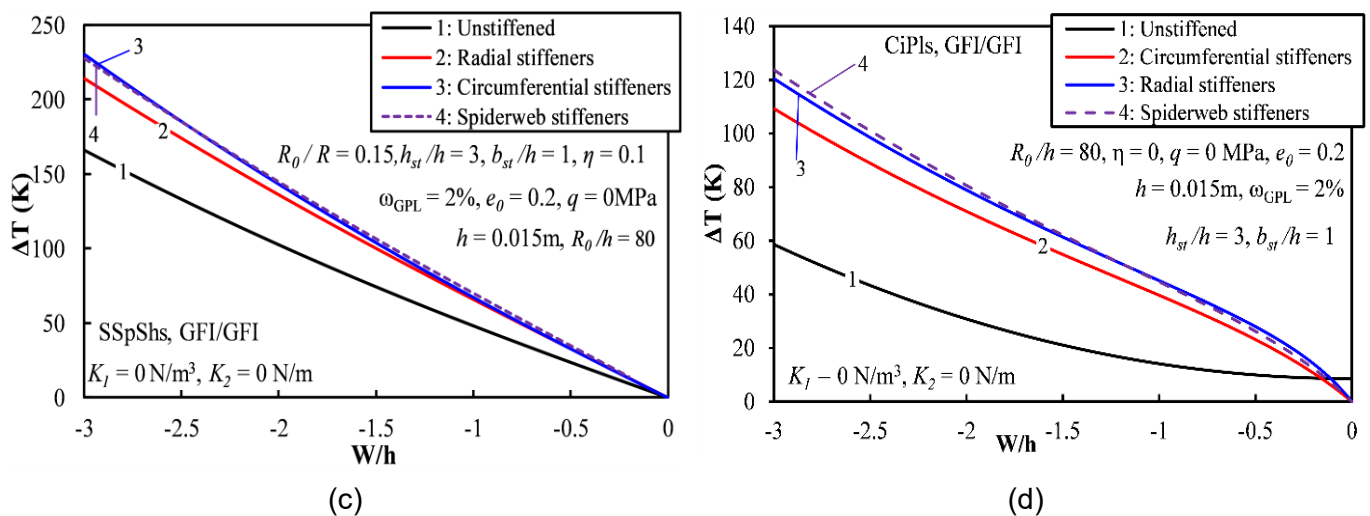 250
200
150
100
50
0
ΔT (K)
1: Unstiffened
2: Radial stiffeners
3: Circumferential stiffeners
4: Spiderweb stiffeners
3
4
2
1
R0 / R = 0.15, hst /h = 3, bst /h = 1, η = 0.1
ωGPL = 2%, e0 = 0.2, q = 0MPa
h = 0.015m, R0 /h = 80
SSpShs, GFI/GFI
K1 = 0 N/m³, K2 = 0 N/m
-3 -2.5 -2 -1.5 -1 -0.5 0
W/h
(c)
140
120
100
80
60
40
20
0
ΔT (K)
CiPls, GFI/GFI
1: Unstiffened
2: Circumferential stiffeners
3: Radial stiffeners
4: Spiderweb stiffeners
4
3
2
1
R0 /h = 80, η = 0, q = 0 MPa, e0 = 0.2
h = 0.015m, ωGPL = 2%
hst /h = 3, bst /h = 1
K1 – 0 N/m³, K2 = 0 N/m
-3 -2.5 -2 -1.5 -1 -0.5 0
W/h
(d)